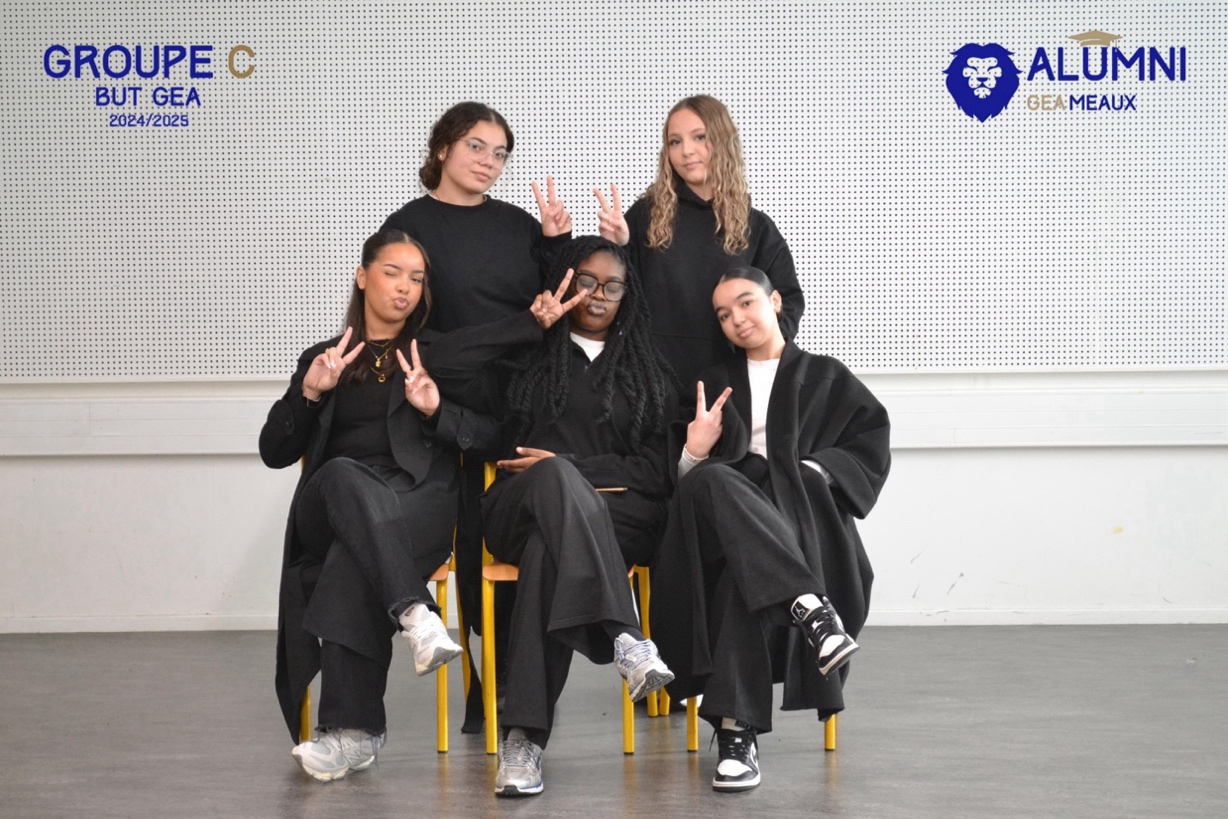 GROUPE C
BUT GEA
2024/2025
ALUMNI
GEA MEAUX